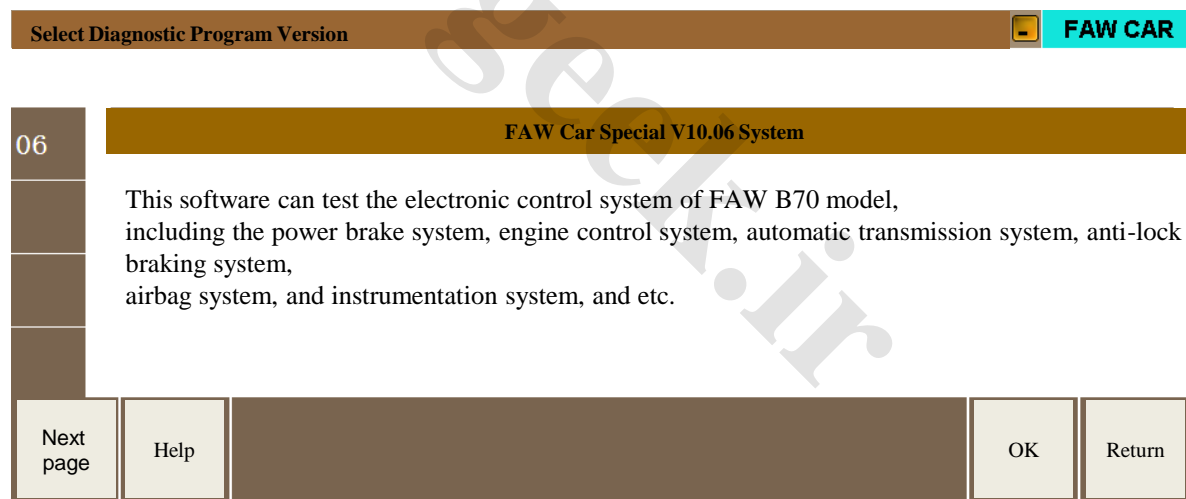 Select Diagnostic Program Version
FAW CAR
06
FAW Car Special V10.06 System
This software can test the electronic control system of FAW B70 model,
including the power brake system, engine control system, automatic transmission system, anti-lock
braking system,
airbag system, and instrumentation system, and etc.
Next
page
Help
OK
Return
geek.ir